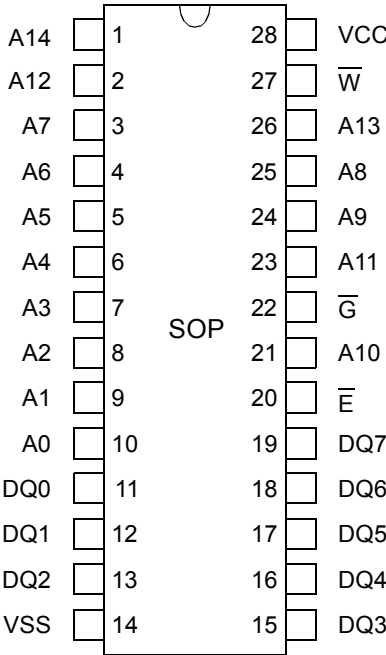 A14 1 28 VCC
A12 2 27 W̅
A7 3 26 A13
A6 4 25 A8
A5 5 24 A9
A4 6 23 A11
A3 7 22 G̅
SOP
A2 8 21 A10
A1 9 20 E̅
A0 10 19 DQ7
DQ0 11 18 DQ6
DQ1 12 17 DQ5
DQ2 13 16 DQ4
VSS 14 15 DQ3